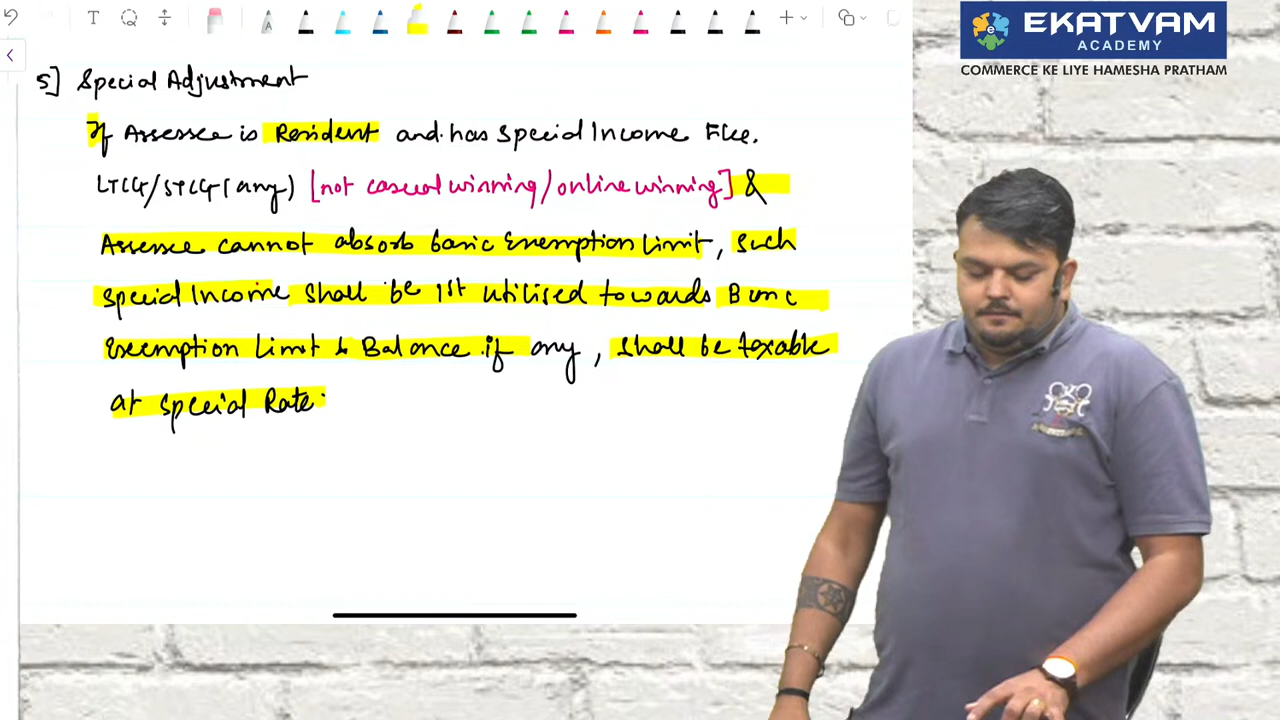 EKATVAM
ACADEMY
COMMERCE KE LIYE HAMESHA PRATHAM
5] Special Adjustment
If Assessee is Resident and has Special Income
LTCG/STCG (any) [not casual winning/online winning] &
Assessee cannot absorb basic Exemption Limit, Such
Special Income shall be 1st utilised towards
Exemption Limit & Balance if any, shall be taxable
at special Rate.